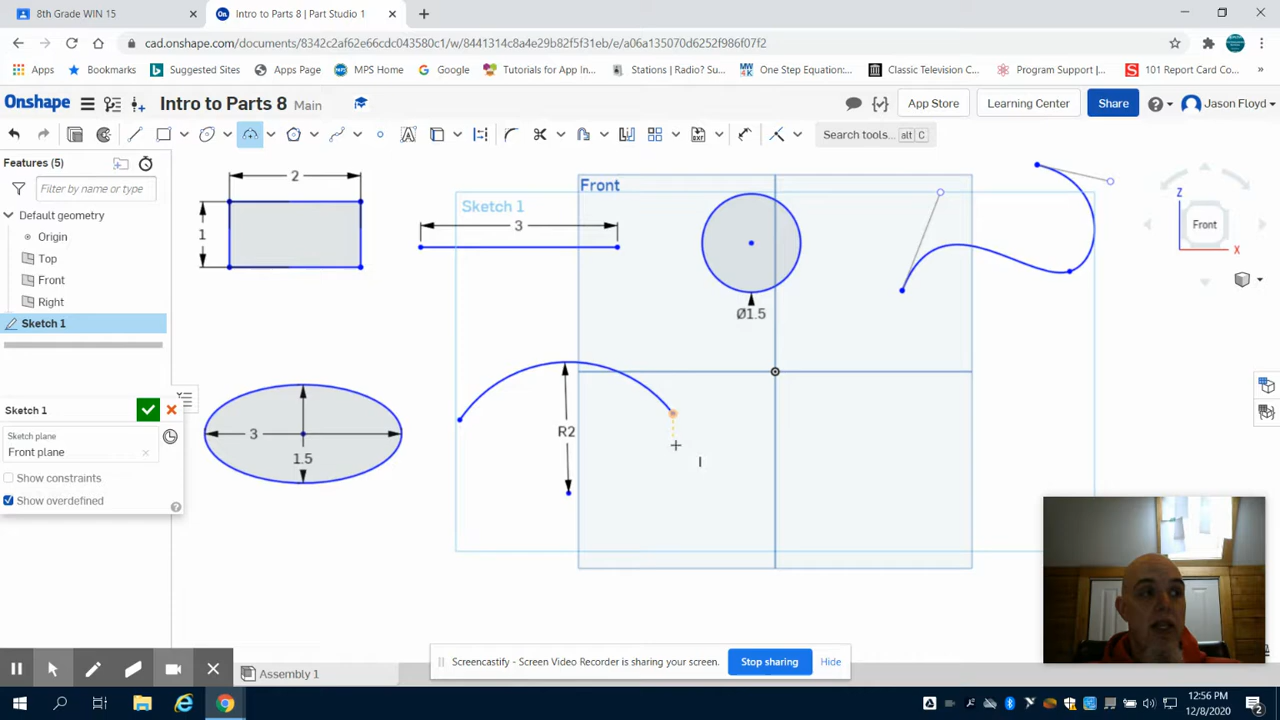 8th Grade WIN 15
Intro to Parts 8 | Part Studio 1
cad.onshape.com/documents/8342c2af62e66cdc043580c1/w/8441314c8a4e29b82f5f31eb/e/a06a135070d6252f986f07f2
Apps
Bookmarks
Suggested Sites
Apps Page
MPS Home
Google
Tutorials for App In...
Stations | Radio? Su...
One Step Equation:...
Classic Television C...
Program Support |...
101 Report Card Co...
Onshape
Intro to Parts 8 Main
App Store
Learning Center
Share
Jason Floyd
Search tools... alt C
Features (5)
Filter by name or type
Default geometry
Origin
Top
Front
Right
Sketch 1
Sketch 1
Sketch plane
Front plane
Show constraints
Show overdefined
2
1
3
Sketch 1
Front
Ø1.5
R2
3
1.5
Z
Front
X
Screencastify - Screen Video Recorder is sharing your screen.
Stop sharing
Hide
Assembly 1
12:56 PM
12/8/2020
2